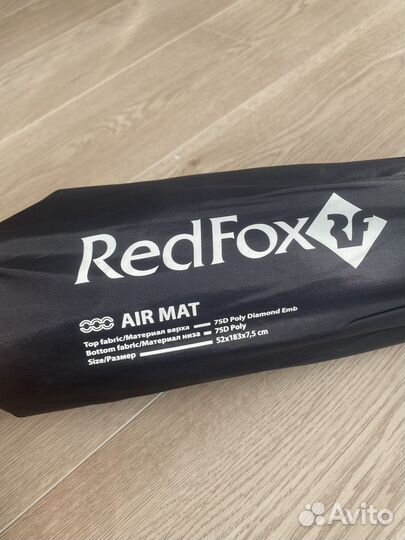 RedFox
AIR MAT
Top fabric/Материал верха 75D Poly Diamond Emb
Bottom fabric/Материал низа 75D Poly
Size/Размер 52x183x7,5 cm
Avito